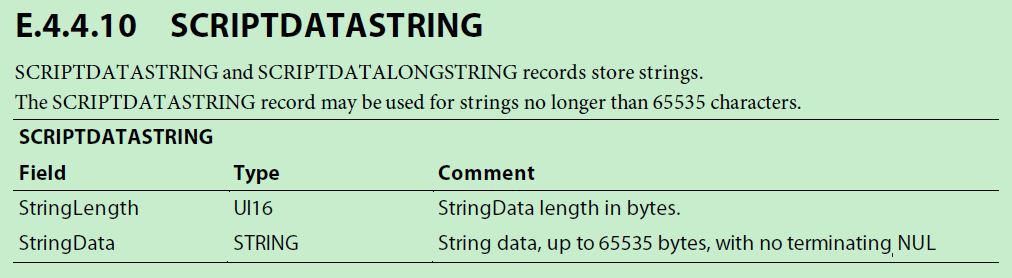 E.4.4.10 SCRIPTDATASTRING
SCRIPTDATASTRING and SCRIPTDATALONGSTRING records store strings.
The SCRIPTDATASTRING record may be used for strings no longer than 65535 characters.
SCRIPTDATASTRING
Field Type Comment
StringLength UI16 StringData length in bytes.
StringData STRING String data, up to 65535 bytes, with no terminating NUL